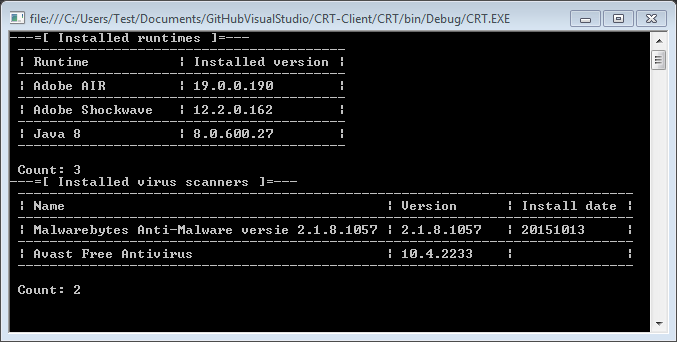 file:///C:/Users/Test/Documents/GitHubVisualStudio/CRT-Client/CRT/bin/Debug/CRT.EXE
---=[ Installed runtimes ]=---
| Runtime | Installed version |
| Adobe AIR | 19.0.0.190 |
| Adobe Shockwave | 12.2.0.162 |
| Java 8 | 8.0.600.27 |
Count: 3
---=[ Installed virus scanners ]=---
| Name | Version | Install date |
| Malwarebytes Anti-Malware versie 2.1.8.1057 | 2.1.8.1057 | 20151013 |
| Avast Free Antivirus | 10.4.2233 | |
Count: 2